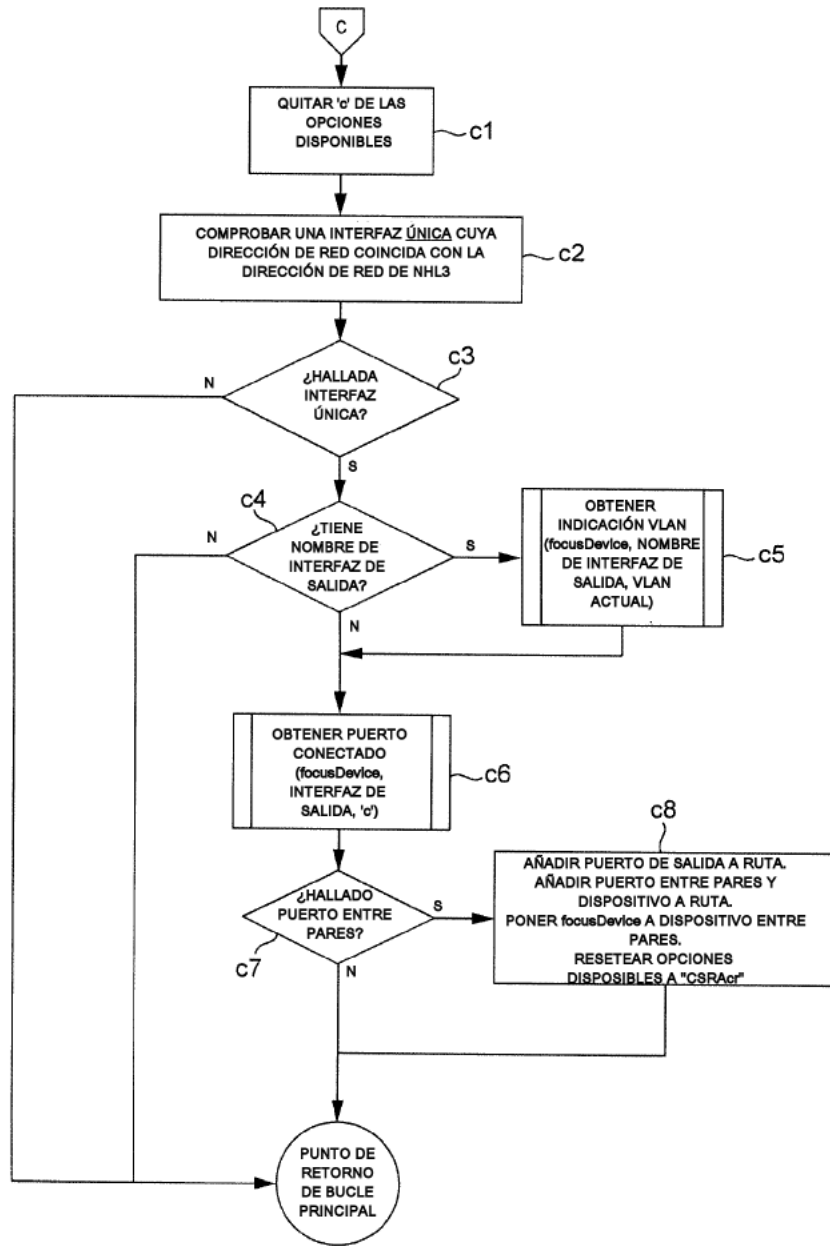 C
QUITAR 'c' DE LAS
OPCIONES
DISPONIBLES
c1
COMPROBAR UNA INTERFAZ ÚNICA CUYA
DIRECCIÓN DE RED COINCIDA CON LA
DIRECCIÓN DE RED DE NHL3
c2
¿HALLADA
INTERFAZ
ÚNICA?
c3
N
S
c4
¿TIENE
NOMBRE DE
INTERFAZ DE
SALIDA?
N
S
N
OBTENER
INDICACIÓN VLAN
(focusDevice, NOMBRE
DE INTERFAZ DE
SALIDA, VLAN
ACTUAL)
c5
OBTENER PUERTO
CONECTADO
(focusDevice,
INTERFAZ DE
SALIDA, 'c')
c6
¿HALLADO
PUERTO ENTRE
PARES?
c7
S
N
c8
AÑADIR PUERTO DE SALIDA A RUTA.
AÑADIR PUERTO ENTRE PARES Y
DISPOSITIVO A RUTA.
PONER focusDevice A DISPOSITIVO ENTRE
PARES.
RESETEAR OPCIONES
DISPOSIBLES A "CSRAcr"
PUNTO DE
RETORNO
DE BUCLE
PRINCIPAL